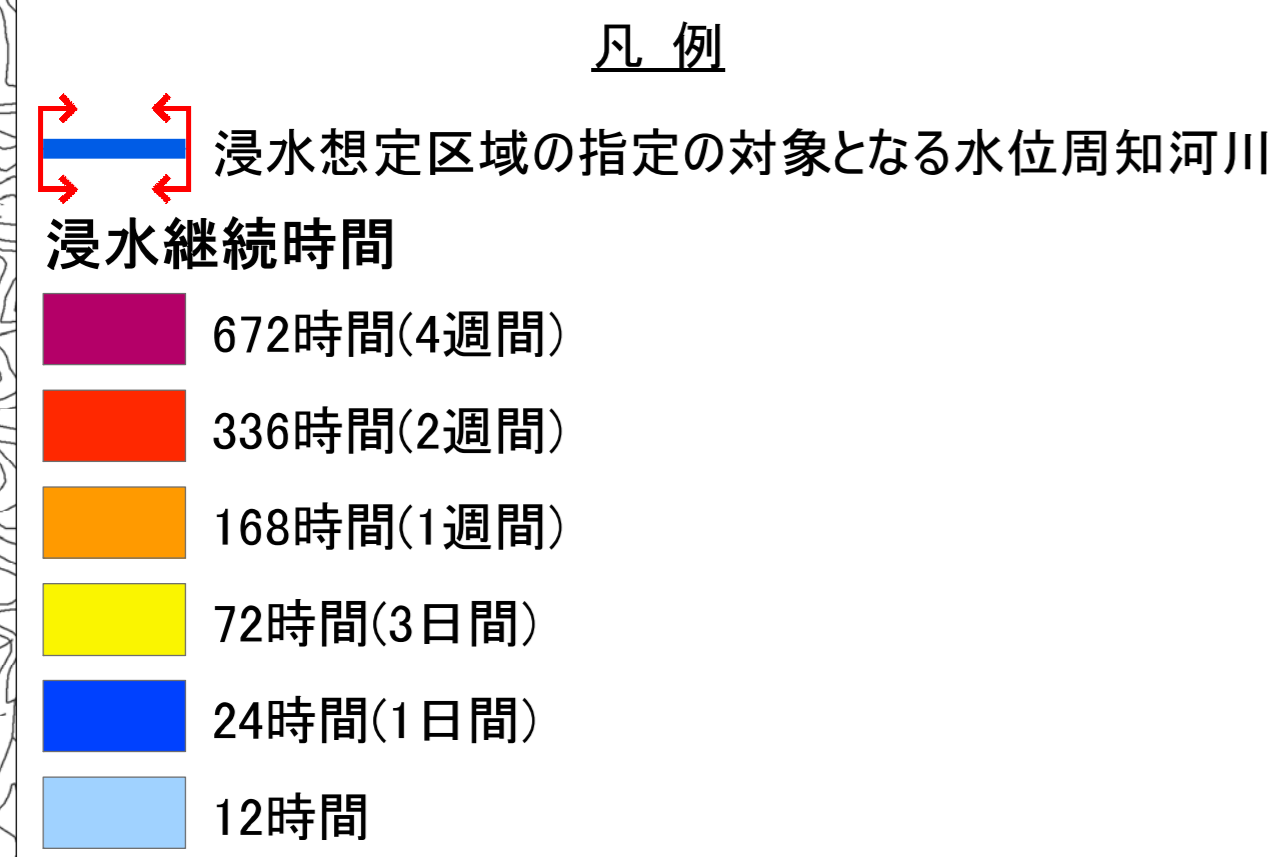 凡 例
浸水想定区域の指定の対象となる水位周知河川
浸水継続時間
672時間(4週間)
336時間(2週間)
168時間(1週間)
72時間(3日間)
24時間(1日間)
12時間